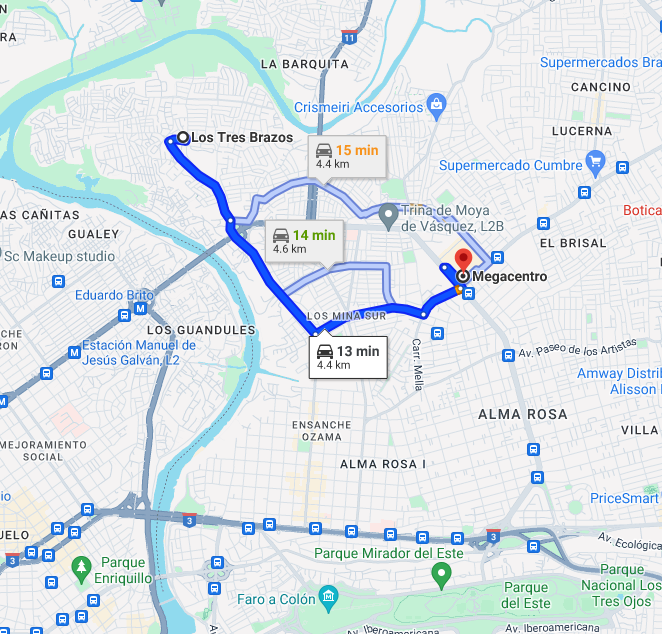 RA
11
LA BARQUITA
Supermercados Bra
CANCINO
Crismeiri Accesorios
LUCERNA
Los Tres Brazos
15 min
4.4 km
Supermercado Cumbre
AS CAÑITAS
GUALEY
Trina de Moya
de Vásquez, L2B
Botica
14 min
4.6 km
EL BRISAL
Sc Makeup studio
Megacentro
Eduardo Brito
M
LOS MINA SUR
CHE
RON
LOS GUANDULES
Estación Manuel de
Jesús Galván, L2
M
13 min
4.4 km
Carr. Mella
Av. Paseo de los Artistas
Amway Distrib
Alisson
M
ALMA ROSA
ENSANCHE
OZAMA
VILLA
MEJORAMIENTO
SOCIAL
ALMA ROSA I
io
PriceSmart
3
UELO
3
3
Av. Ecológica
Parque
Enriquillo
Parque Mirador del Este
Parque
Nacional Los
Tres Ojos
Parque
del Este
Faro a Colón
Av. Iberoamericana
Av. Iberoamericana